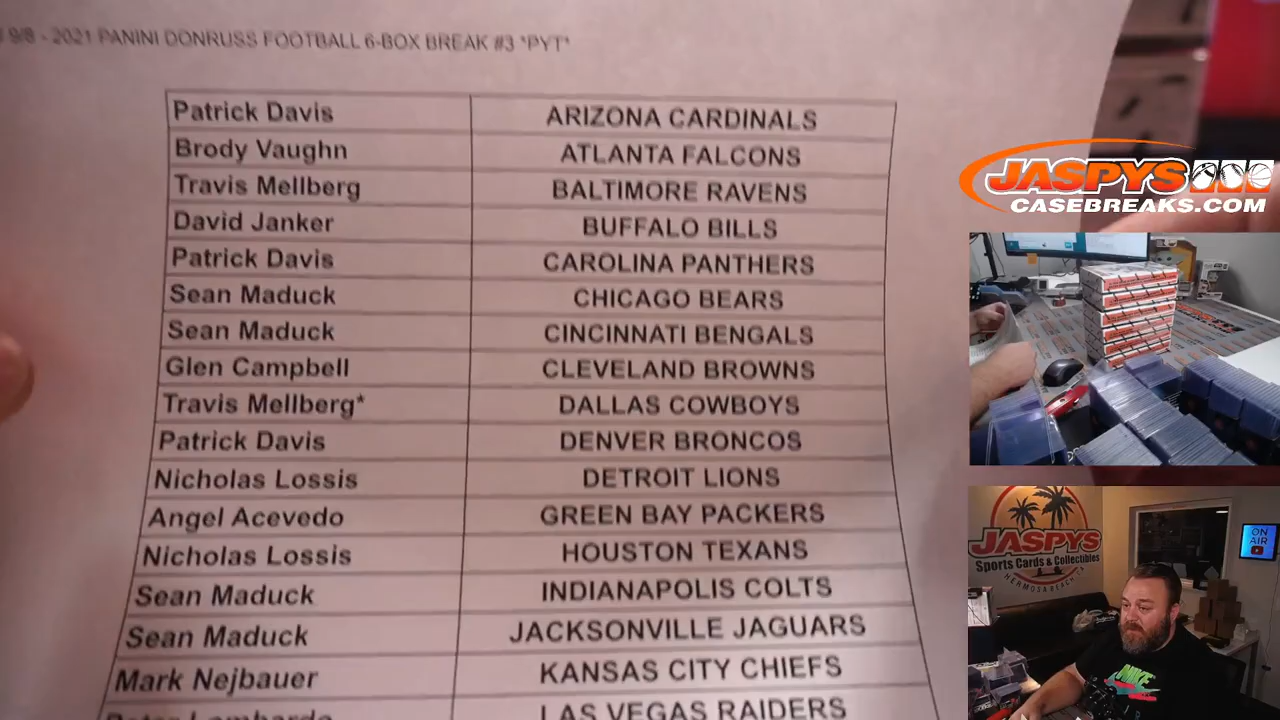 9/8 - 2021 PANINI DONRUSS FOOTBALL 6-BOX BREAK #3 *PYT*
Patrick Davis ARIZONA CARDINALS
Brody Vaughn ATLANTA FALCONS
Travis Mellberg BALTIMORE RAVENS
David Janker BUFFALO BILLS
Patrick Davis CAROLINA PANTHERS
Sean Maduck CHICAGO BEARS
Sean Maduck CINCINNATI BENGALS
Glen Campbell CLEVELAND BROWNS
Travis Mellberg* DALLAS COWBOYS
Patrick Davis DENVER BRONCOS
Nicholas Lossis DETROIT LIONS
Angel Acevedo GREEN BAY PACKERS
Nicholas Lossis HOUSTON TEXANS
Sean Maduck INDIANAPOLIS COLTS
Sean Maduck JACKSONVILLE JAGUARS
Mark Nejbauer KANSAS CITY CHIEFS
LAS VEGAS RAIDERS
JASPYS
CASEBREAKS.COM
JASPYS
Sports Cards & Collectibles
HERMOSA BEACH, CA
ON
AIR